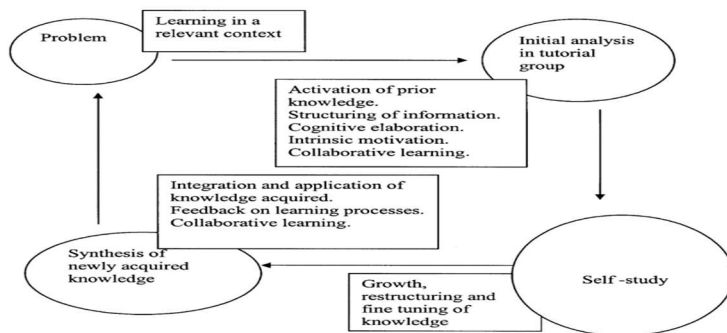 Problem
Learning in a
relevant context
Initial analysis
in tutorial
group
Activation of prior
knowledge.
Structuring of information.
Cognitive elaboration.
Intrinsic motivation.
Collaborative learning.
Integration and application of
knowledge acquired.
Feedback on learning processes.
Collaborative learning.
Synthesis of
newly acquired
knowledge
Growth,
restructuring and
fine tuning of
knowledge
Self -study